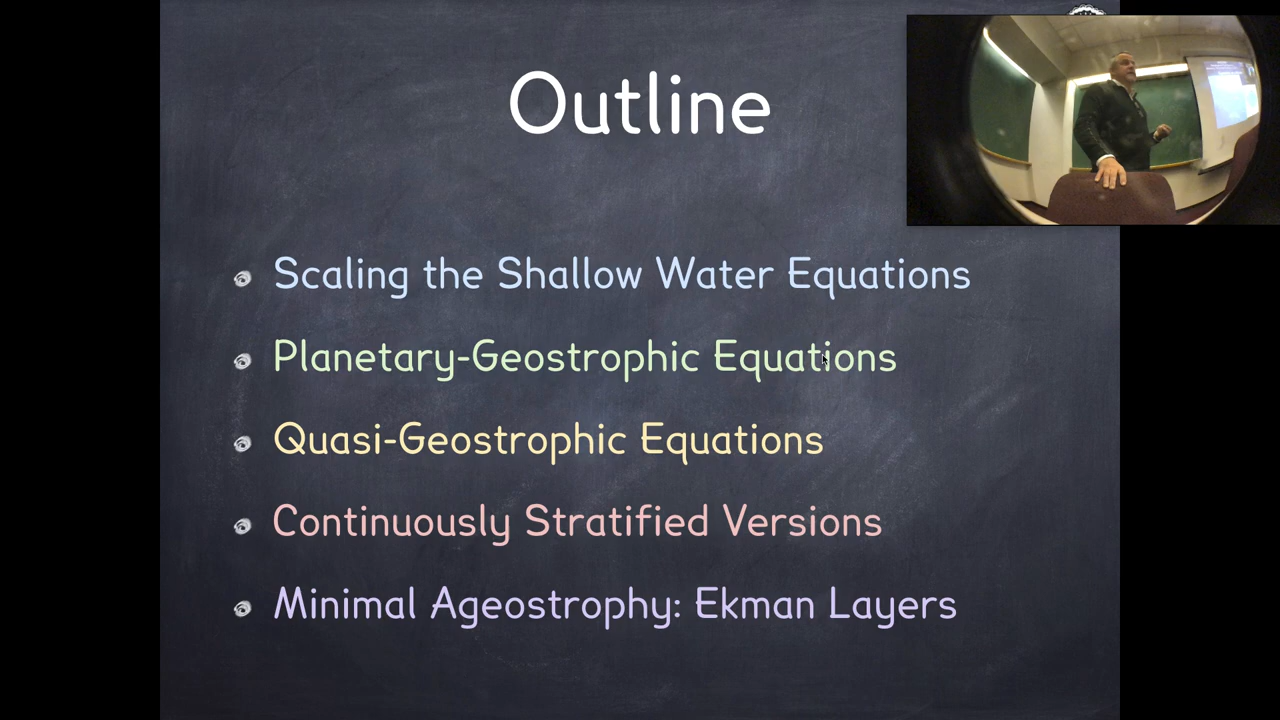 Outline
Scaling the Shallow Water Equations
Planetary-Geostrophic Equations
Quasi-Geostrophic Equations
Continuously Stratified Versions
Minimal Ageostrophy: Ekman Layers